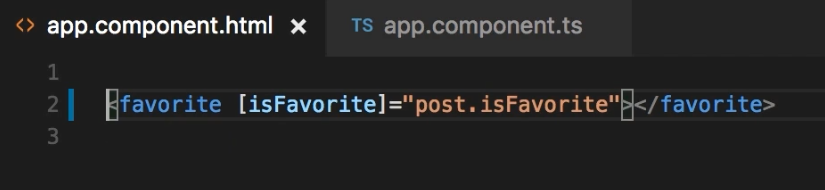 <> app.component.html × TS app.component.ts
1
2 <favorite [isFavorite]="post.isFavorite"></favorite>
3